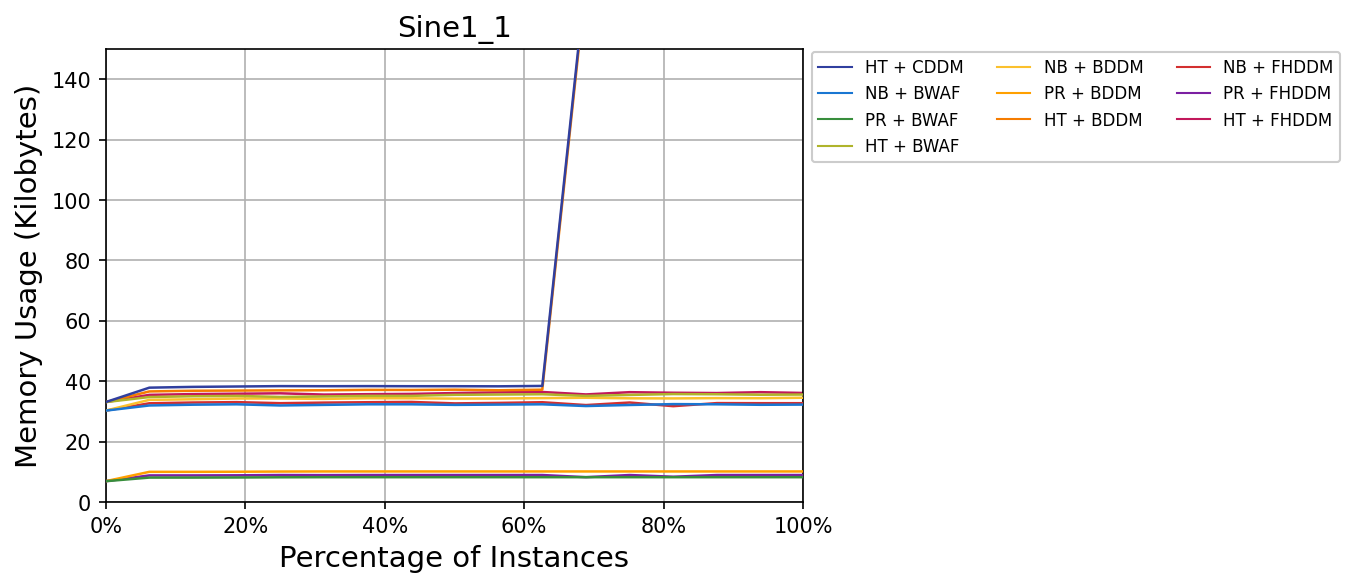 Sine1_1
Memory Usage (Kilobytes)
140
120
100
80
60
40
20
0
0% 20% 40% 60% 80% 100%
Percentage of Instances
HT + CDDM NB + BDDM NB + FHDDM
NB + BWAF PR + BDDM PR + FHDDM
PR + BWAF HT + BDDM HT + FHDDM
HT + BWAF